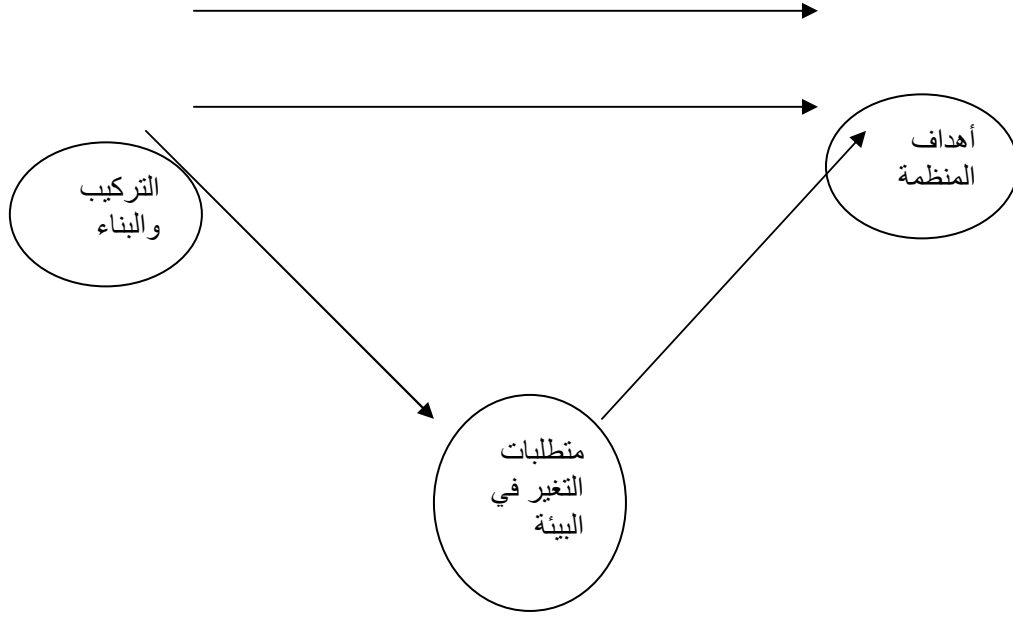 أهداف
المنظمة
التركيب
والبناء
متطلبات
التغير في
البيئة